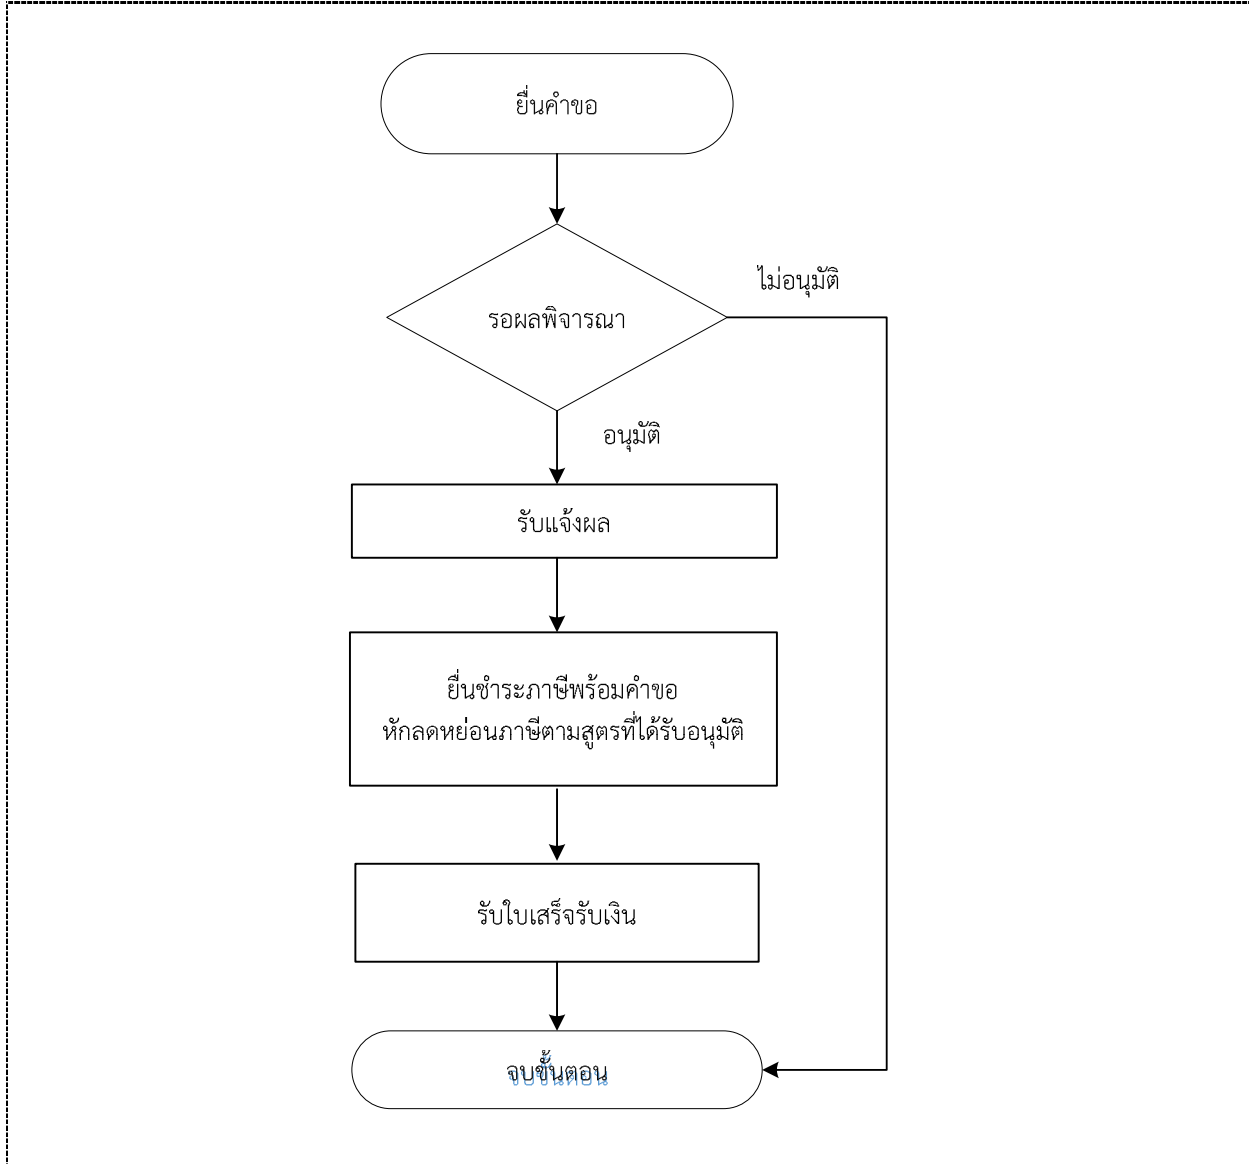 ยื่นคำขอ
ไม่อนุมัติ
รอผลพิจารณา
อนุมัติ
รับแจ้งผล
ยื่นชำระภาษีพร้อมคำขอ
หักลดหย่อนภาษีตามสูตรที่ได้รับอนุมัติ
รับใบเสร็จรับเงิน
จบขั้นตอน